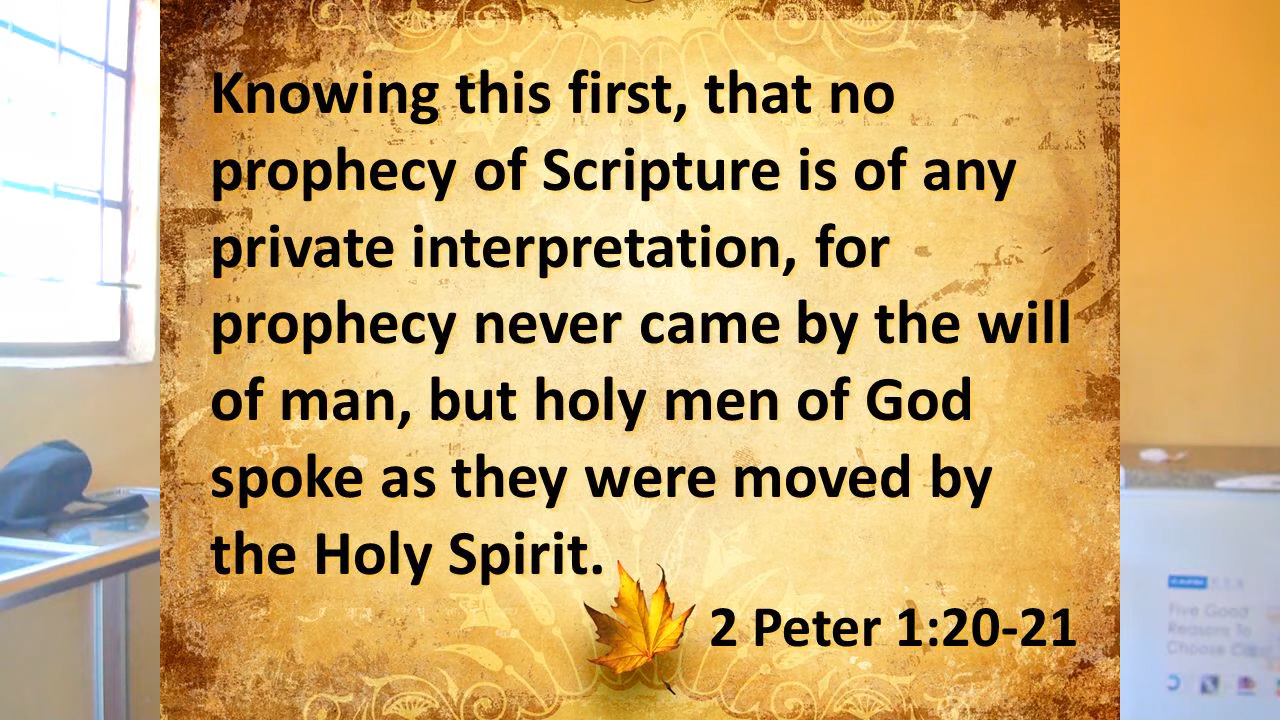 Knowing this first, that no
prophecy of Scripture is of any
private interpretation, for
prophecy never came by the will
of man, but holy men of God
spoke as they were moved by
the Holy Spirit.
2 Peter 1:20-21
Five Good
Reasons To
Choose